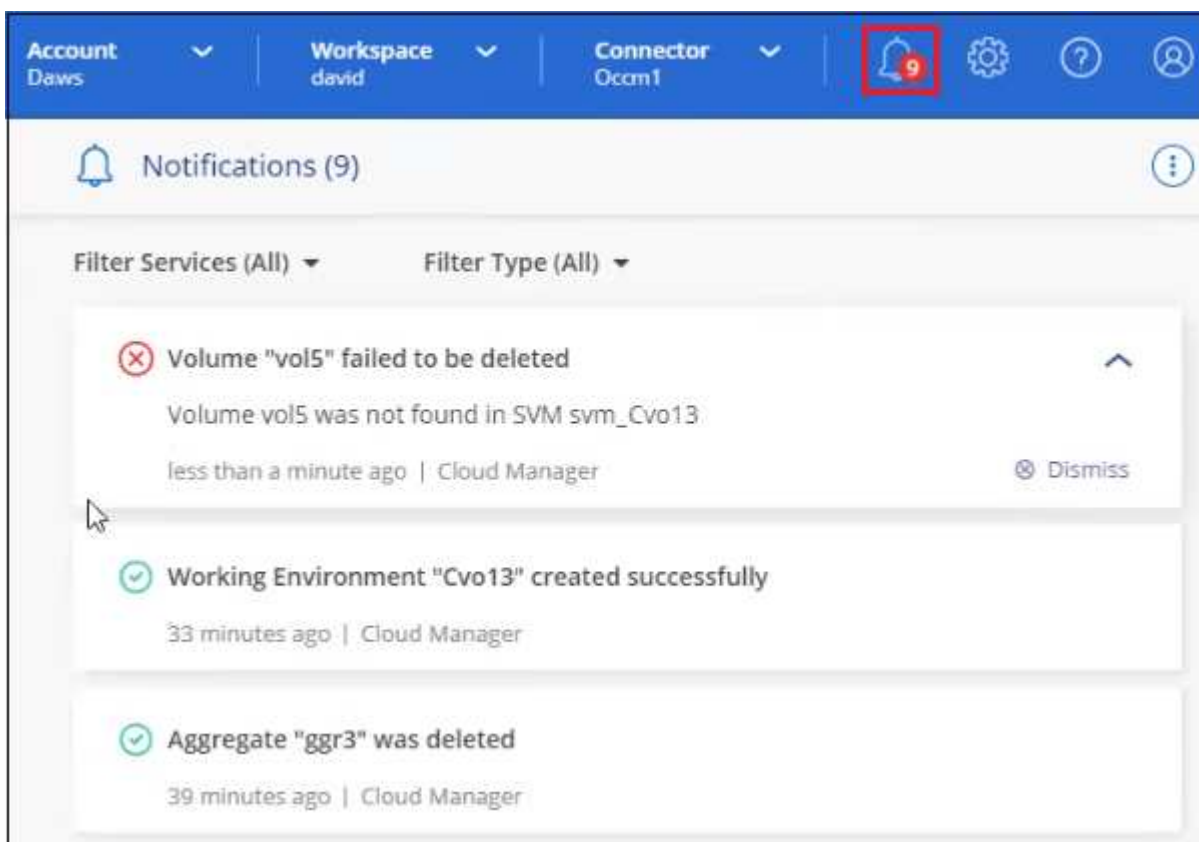 Account Workspace Connector
Daws david Occm1 9
Notifications (9)
Filter Services (All) Filter Type (All)
Volume "vol5" failed to be deleted
Volume vol5 was not found in SVM svm_Cvo13
less than a minute ago | Cloud Manager Dismiss
Working Environment "Cvo13" created successfully
33 minutes ago | Cloud Manager
Aggregate "ggr3" was deleted
39 minutes ago | Cloud Manager